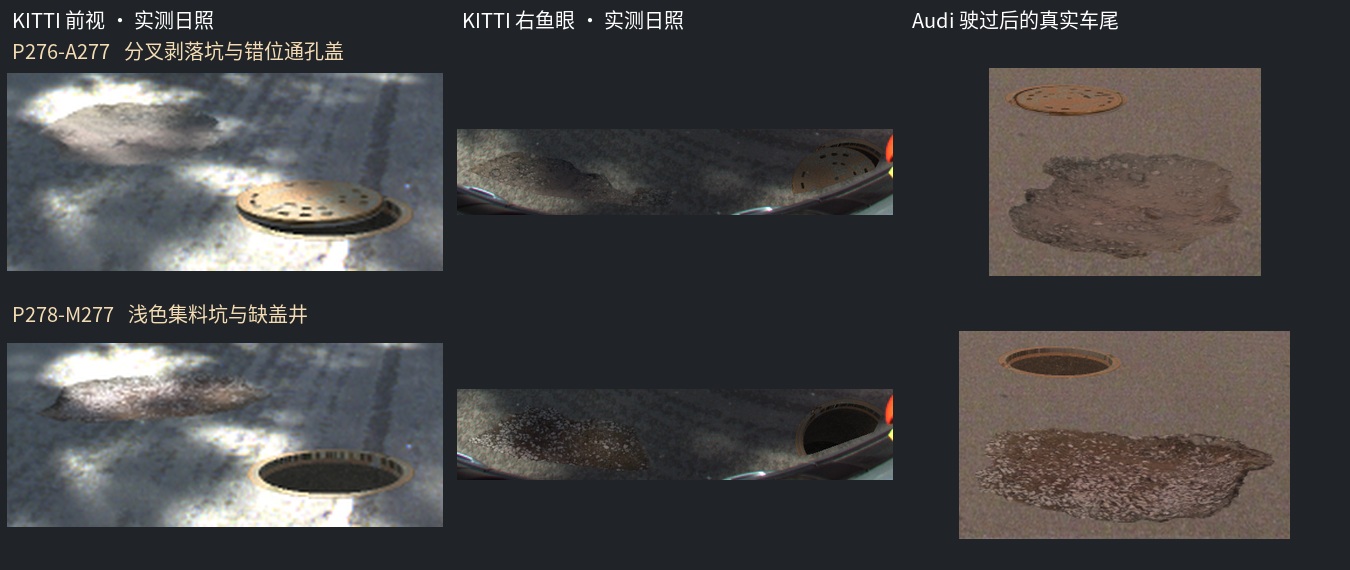 KITTI 前视 · 实测日照
KITTI 右鱼眼 · 实测日照
Audi 驶过后的真实车尾
P276-A277 分叉剥落坑与错位通孔盖
P278-M277 浅色集料坑与缺盖井